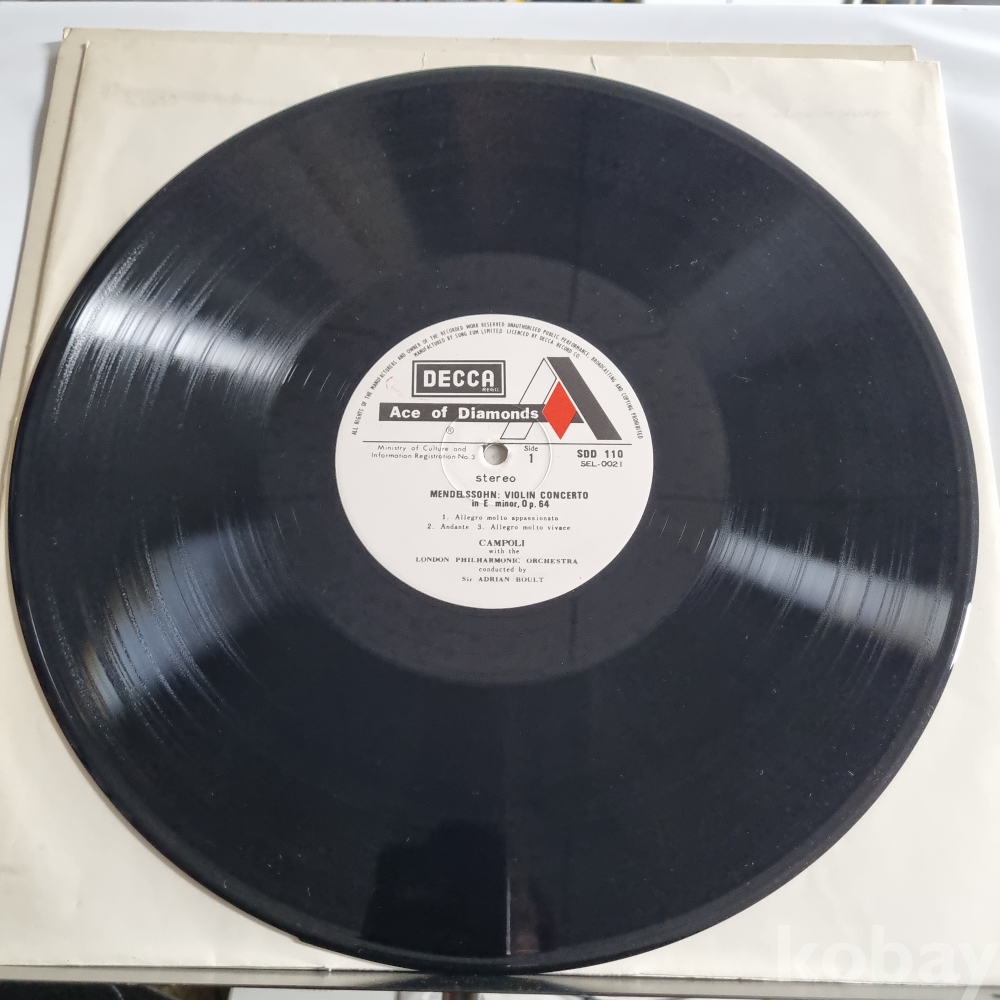 ALL RIGHTS OF THE MANUFACTURERS AND OWNER OF THE RECORDED WORK RESERVED·UNAUTHORISED PUBLIC PERFORMANCE, BROADCASTING AND COPYING PROHIBITED
MANUFACTURED BY SUNG EUM LIMITED·LICENCED BY DECCA RECORD CO.
DECCA
REGD.
Ace of Diamonds
®
Ministry of Culture and
Information Registration No.3
Side
1
SDD 110
SEL-0021
stereo
MENDELSSOHN: VIOLIN CONCERTO
in E minor, Op. 64
1. Allegro molto appassionato
2. Andante 3. Allegro molto vivace
CAMPOLI
with the
LONDON PHILHARMONIC ORCHESTRA
conducted by
Sir ADRIAN BOULT
kobay